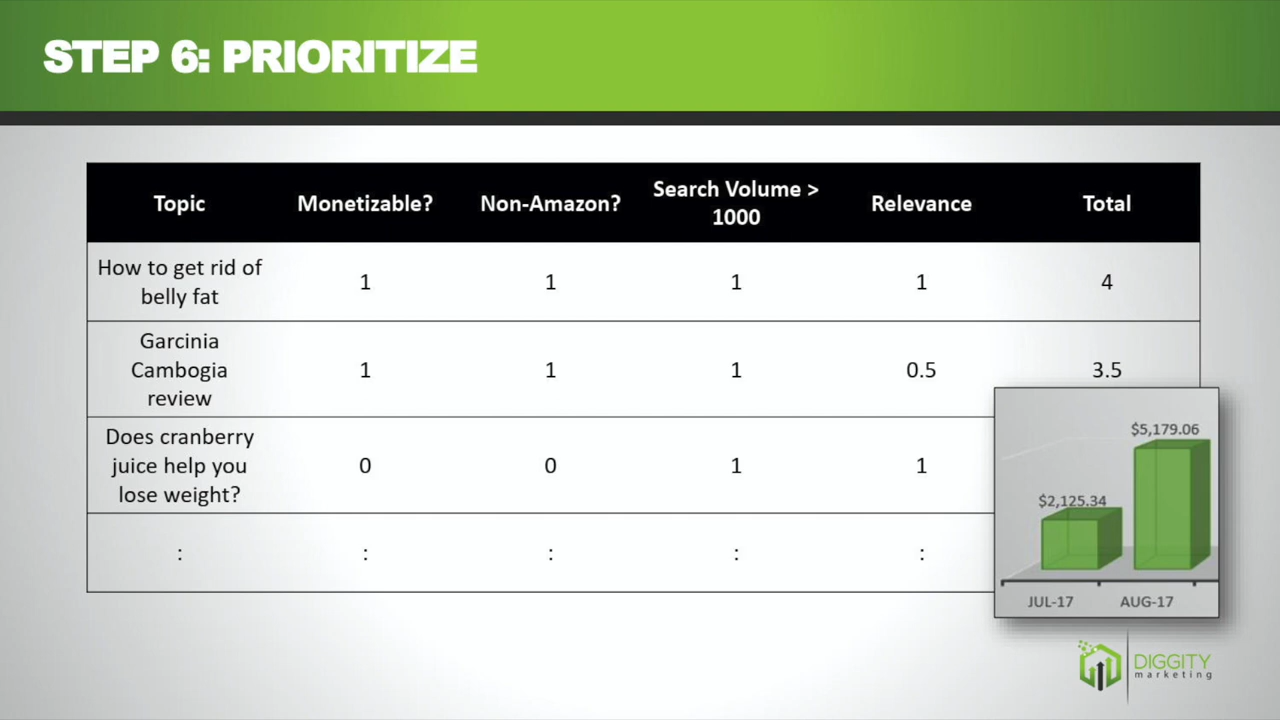 STEP 6: PRIORITIZE
Topic Monetizable? Non-Amazon? Search Volume > 1000 Relevance Total
How to get rid of
belly fat
1 1 1 1 4
Garcinia
Cambogia
review
1 1 1 0.5 3.5
Does cranberry
juice help you
lose weight?
0 0 1 1
: : : : :
$5,179.06
$2,125.34
JUL-17 AUG-17
DIGGITY
marketing